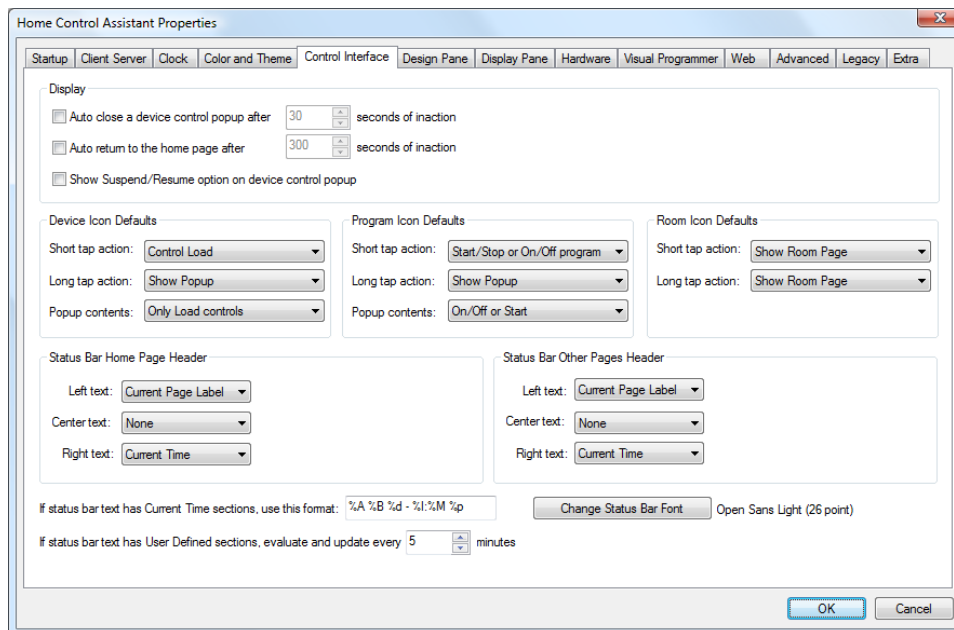 Home Control Assistant Properties
Startup Client Server Clock Color and Theme Control Interface Design Pane Display Pane Hardware Visual Programmer Web Advanced Legacy Extra
Display
Auto close a device control popup after 30 seconds of inaction
Auto return to the home page after 300 seconds of inaction
Show Suspend/Resume option on device control popup
Device Icon Defaults
Short tap action: Control Load
Long tap action: Show Popup
Popup contents: Only Load controls
Program Icon Defaults
Short tap action: Start/Stop or On/Off program
Long tap action: Show Popup
Popup contents: On/Off or Start
Room Icon Defaults
Short tap action: Show Room Page
Long tap action: Show Room Page
Status Bar Home Page Header
Left text: Current Page Label
Center text: None
Right text: Current Time
Status Bar Other Pages Header
Left text: Current Page Label
Center text: None
Right text: Current Time
If status bar text has Current Time sections, use this format: %A %B %d - %I:%M %p Change Status Bar Font Open Sans Light (26 point)
If status bar text has User Defined sections, evaluate and update every 5 minutes
OK Cancel